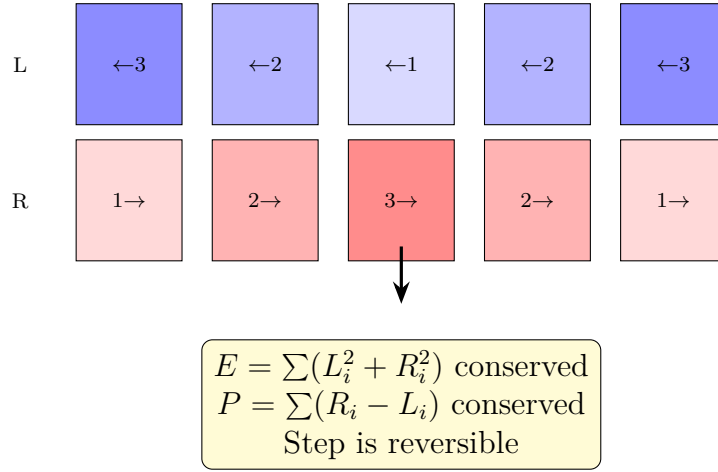 L ←3 ←2 ←1 ←2 ←3
R 1→ 2→ 3→ 2→ 1→
E = ∑(L_i^2 + R_i^2) conserved
P = ∑(R_i − L_i) conserved
Step is reversible